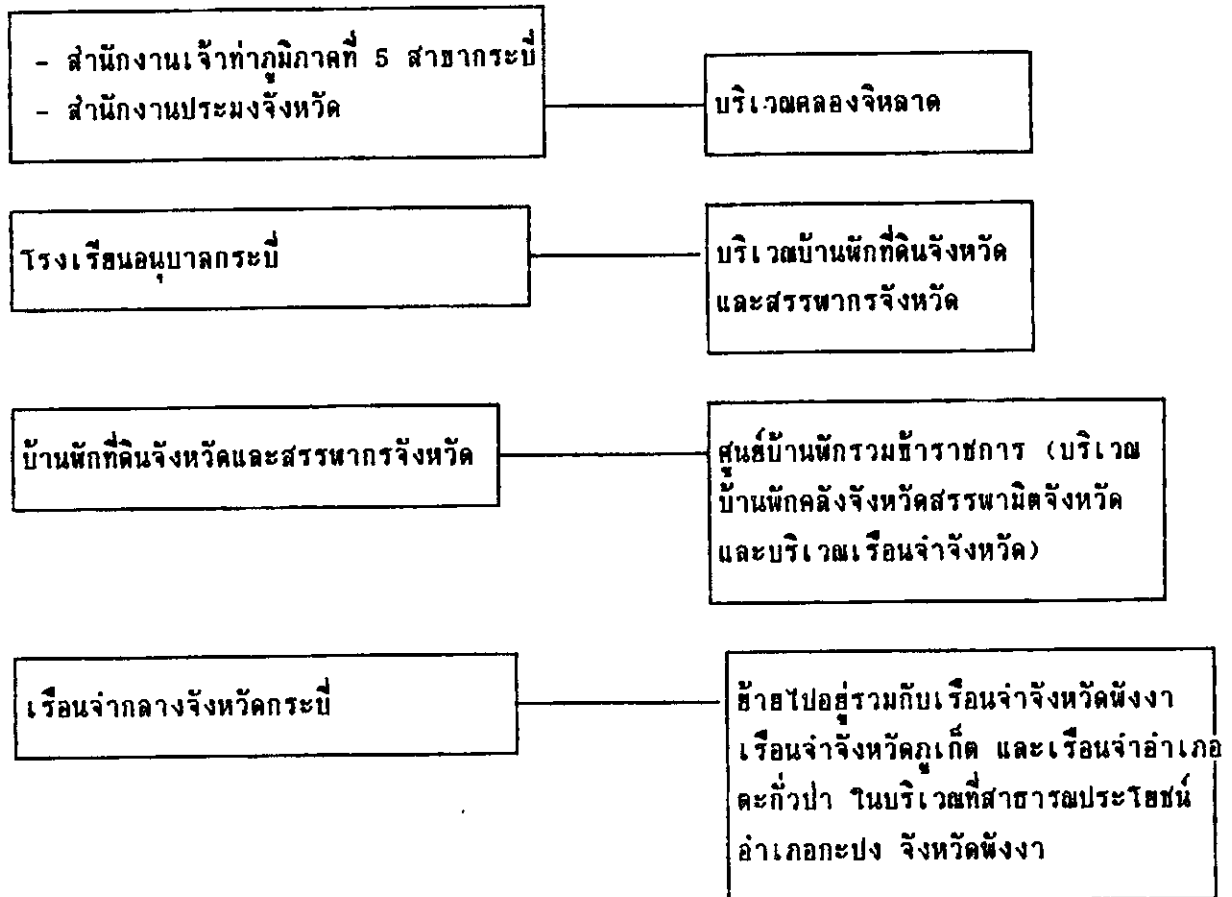 - สำนักงานเจ้าท่าภูมิภาคที่ 5 สาขากระบี่
- สำนักงานประมงจังหวัด
บริเวณคลองจิหลาด
โรงเรียนอนุบาลกระบี่
บริเวณบ้านพักที่ดินจังหวัด
และสรรพากรจังหวัด
บ้านพักที่ดินจังหวัดและสรรพากรจังหวัด
ศูนย์บ้านพักรวมข้าราชการ (บริเวณ
บ้านพักคลังจังหวัดสรรพามิตจังหวัด
และบริเวณเรือนจำจังหวัด)
เรือนจำกลางจังหวัดกระบี่
ย้ายไปอยู่รวมกับเรือนจำจังหวัดพังงา
เรือนจำจังหวัดภูเก็ต และเรือนจำอำเภอ
ตะกั่วป่า ในบริเวณที่สาธารณประโยชน์
อำเภอกะปง จังหวัดพังงา